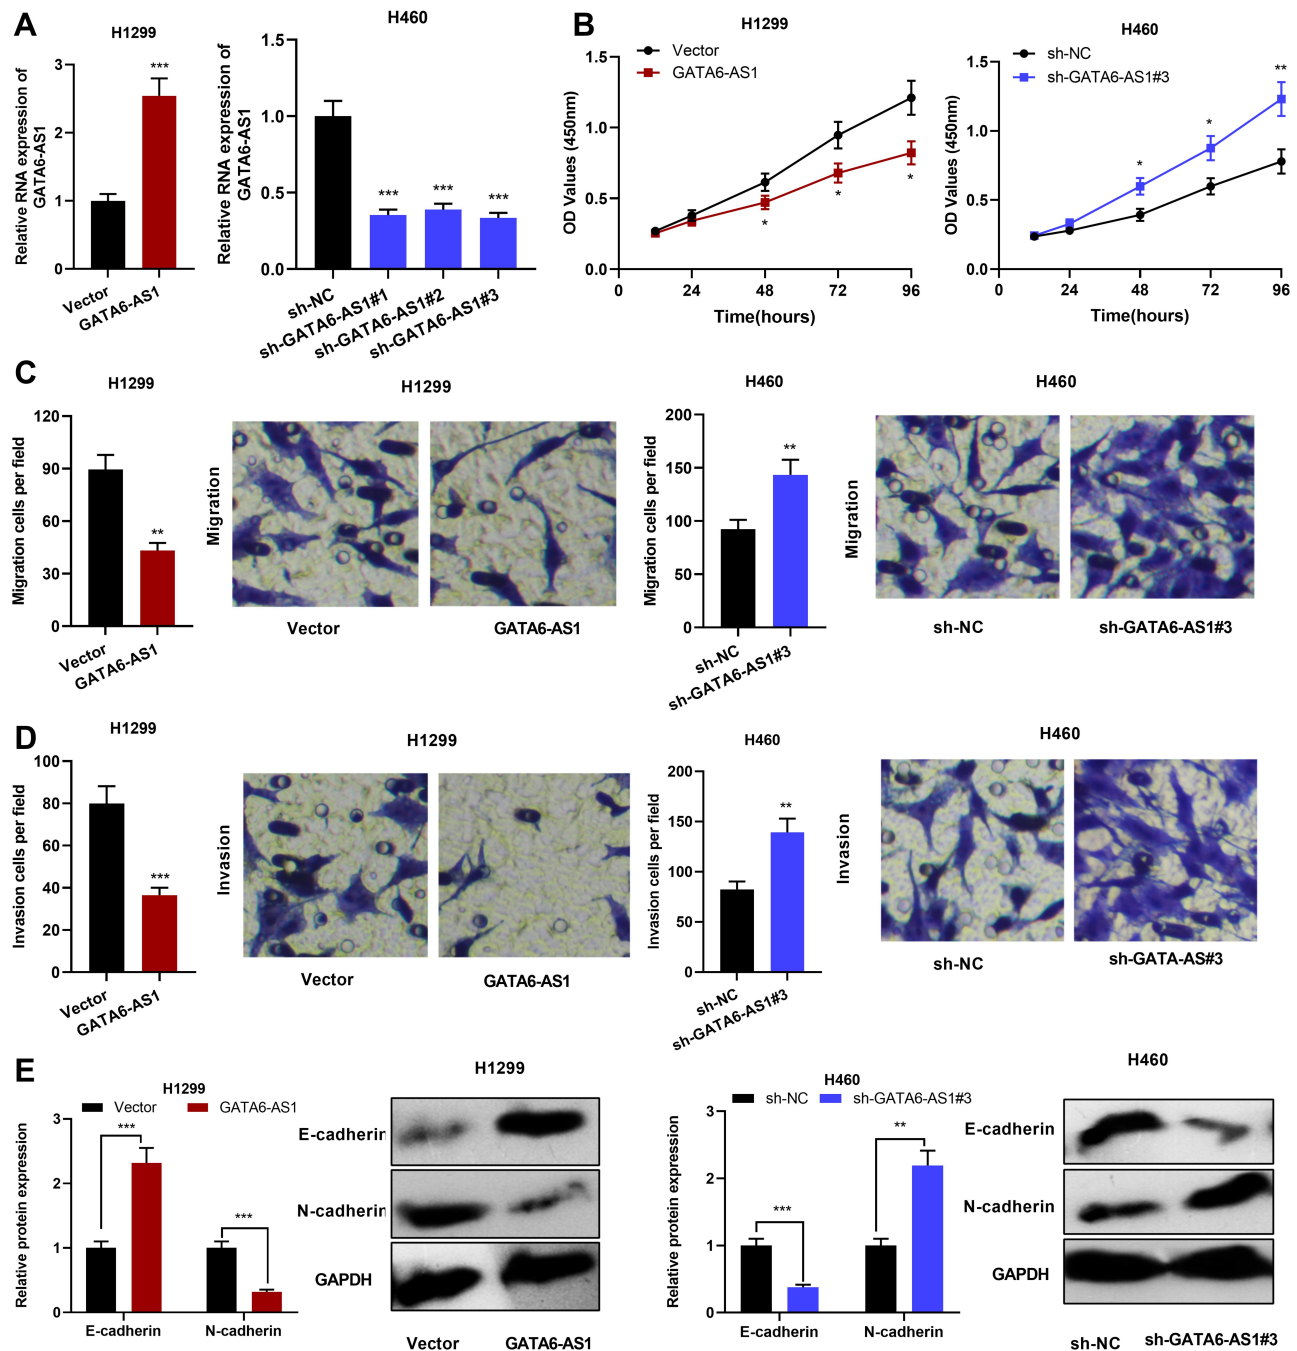 A
H1299
Relative RNA expression of
GATA6-AS1
3
2
1
0
***
Vector
GATA6-AS1
H460
Relative RNA expression of
GATA6-AS1
1.5
1.0
0.5
0.0
***
***
***
sh-NC
sh-GATA6-AS1#1
sh-GATA6-AS1#2
sh-GATA6-AS1#3
B
H1299
Vector
GATA6-AS1
OD Values (450nm)
1.5
1.0
0.5
0.0
*
*
*
0 24 48 72 96
Time(hours)
H460
sh-NC
sh-GATA6-AS1#3
OD Values (450nm)
1.5
1.0
0.5
0.0
*
*
**
0 24 48 72 96
Time(hours)
C
H1299
Migration cells per field
120
90
60
30
0
**
Vector
GATA6-AS1
H1299
Migration
Vector
GATA6-AS1
H460
Migration cells per field
200
150
100
50
0
**
sh-NC
sh-GATA6-AS1#3
H460
Migration
sh-NC
sh-GATA6-AS1#3
D
H1299
Invasion cells per field
100
80
60
40
20
0
***
Vector
GATA6-AS1
H1299
Invasion
Vector
GATA6-AS1
H460
Invasion cells per field
200
150
100
50
0
**
sh-NC
sh-GATA6-AS1#3
H460
Invasion
sh-NC
sh-GATA-AS#3
E
H1299
Vector
GATA6-AS1
Relative protein expression
3
2
1
0
***
***
E-cadherin
N-cadherin
H1299
E-cadherin
N-cadherin
GAPDH
Vector
GATA6-AS1
H460
sh-NC
sh-GATA6-AS1#3
Relative protein expression
3
2
1
0
***
**
E-cadherin
N-cadherin
H460
E-cadherin
N-cadherin
GAPDH
sh-NC
sh-GATA6-AS1#3